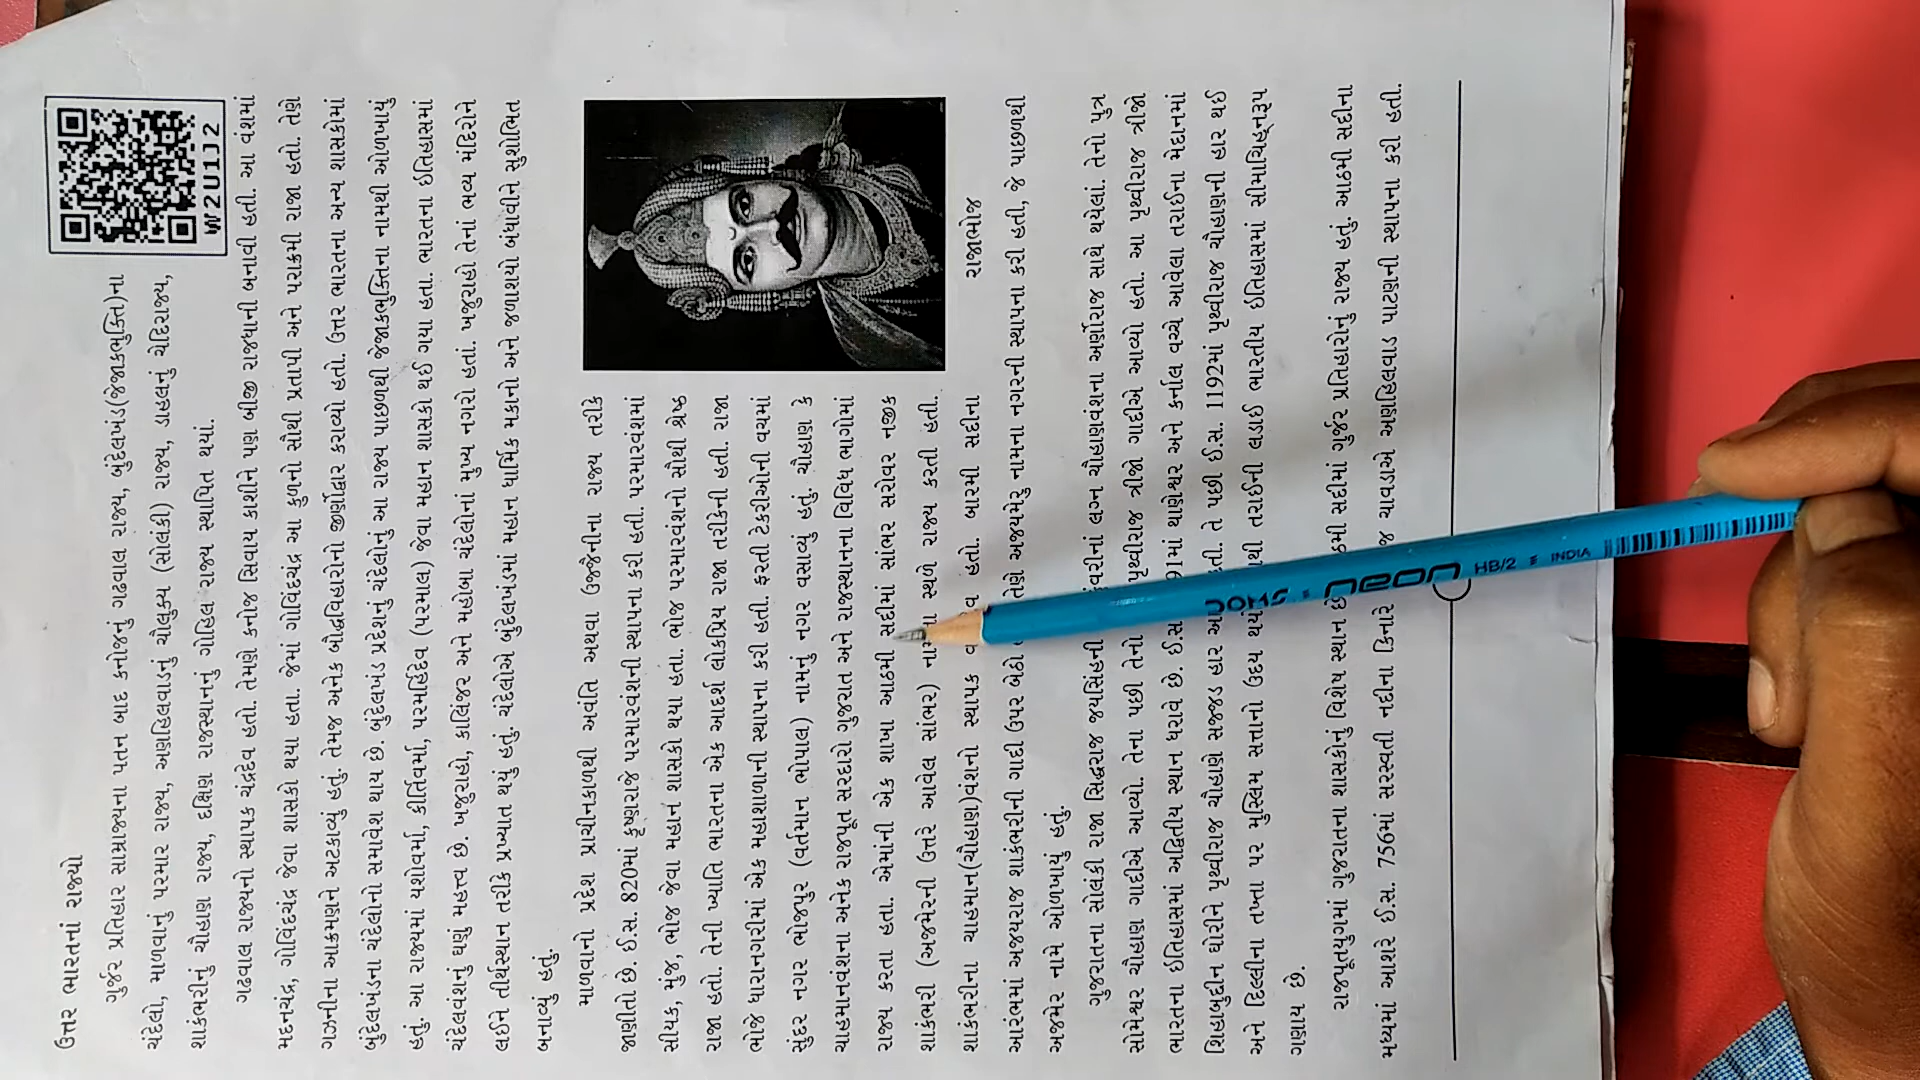 ઉત્તર ભારતનાં રાજ્યો
W2U1J2
ગુર્જર પ્રતિહાર સામ્રાજ્યના પતન બાદ કનોજનું ગઢવાલ રાજ્ય, બુંદેલખંડ(જેજાકભુક્તિ)ના
ચંદેલો, માળવાનું પરમાર રાજ્ય, અણહિલવાડનું ચૌલુક્ય (સોલંકી) રાજ્ય, ડાહલનું ચેદિરાજ્ય,
શાકંભરીનું ચૌહાણ રાજ્ય, દક્ષિણ રાજસ્થાનનું ગોહિલ રાજ્ય સ્થાપિત થયાં.
ગઢવાલ રાજ્યનો સ્થાપક ચંદ્રદેવ હતો. તેમણે કનોજ સિવાય કાશીને પણ બીજી રાજધાની બનાવી હતી. આ વંશમાં
મદનચંદ્ર, ગોવિંદચંદ્ર જેવા શાસકો થયા હતા. જેમાં ગોવિંદચંદ્ર આ કુળનો સૌથી પ્રતાપી અને પરાક્રમી રાજા હતો. તેણે
ગઝનીના આક્રમણને અટકાવ્યું હતું. તેમજ અનેક બૌદ્ધવિહારોનો જીર્ણોદ્ધાર કરાવ્યો હતો. ઉત્તર ભારતના અન્ય શાસકોમાં
બુંદેલખંડના ચંદેલોનો સમાવેશ થાય છે. બુંદેલખંડ પ્રદેશનું ચંદેલોનું આ રાજ્ય પાછળથી જેજાકભુક્તિના નામથી ઓળખાયું
હતું. આ રાજ્યમાં યશોવર્મા, કીર્તિવર્મા, પરમર્દિદેવ (પરમાલ) જેવા મહાન શાસકો થઈ ગયા હતા. ભારતના ઈતિહાસમાં
ચંદેલવંશનું ઘણું મહત્ત્વ છે. ખજુરાહો, કાલિંજર અને મહોબા ચંદેલોનાં મુખ્ય નગરો હતાં. ખજુરાહો તેનાં ભવ્ય મંદિરોને
લઈને તીર્થસ્થાન તરીકે પ્રખ્યાત થયું હતું. ચંદેલોએ બુંદેલખંડમાં મહાન ધાર્મિક મકાનો અને જળાશયો બંધાવીને સુશોભિત
બનાવ્યું હતું.
માળવાનો પ્રદેશ પ્રાચીનકાળથી અવંતિ અથવા ઉજ્જૈનીના રાજ્ય તરીકે
જાણીતો છે. ઈ.સ. 820માં કૃષ્ણરાજે પરમારવંશની સ્થાપના કરી હતી. પરમારવંશમાં
સીયક, મુંજ, ભોજ જેવા મહાન શાસકો થયા હતા. ભોજ પરમારવંશનો સૌથી શ્રેષ્ઠ
રાજા હતો. તેની ખ્યાતિ ભારતના એક આદર્શ લોકપ્રિય રાજા તરીકેની હતી. રાજા
ભોજે ધારાનગરીમાં એક મહાશાળાની સ્થાપના કરી હતી. ફરતી ટેકરીઓની વચમાં
સુંદર નગર ભોજપુર (વર્તમાન ભોપાલ) નામનું નગર વસાવ્યું હતું. ચૌહાણ કે
ચાહમાનવંશના અનેક રાજપૂત સરદારો ગુજરાત અને રાજસ્થાનના વિવિધ ભાગોમાં
રાજ્ય કરતા હતા. એમાંની એક શાખા આઠમી સદીમાં સાંભર સરોવર નજીક
શાકંભરી (અજમેરની ઉત્તરે આવેલ સાંભર) સ્થળે રાજ્ય કરતી હતી.
શાકંભરીના ચાહમાન(ચૌહાણ)વંશનો સ્થાપક હતો. બારમી સદીના
રાજાભોજ
આરંભમાં અજયરાજ શાકંભરીની ગાદી ઉપર બેઠો તેણે અજયમેરુ નામના નગરની સ્થાપના કરી હતી, જે પાછળથી
અજમેર નામે ઓળખાયું હતું.
ગુજરાતના સોલંકી રાજા સિદ્ધરાજ જયસિંહની લગ્ન ચૌહાણવંશના અર્ણોરાજ સાથે થયેલાં. તેનો પુત્ર
સોમેશ્વર ચૌહાણ ગાદીએ આવ્યો. તેના પછી તેનો પૃથ્વીરાજ ત્રીજો ગાદીએ આવ્યો હતો. આ પૃથ્વીરાજ ત્રીજો
ભારતના ઈતિહાસમાં અદ્વિતીય સ્થાન ધરાવે છે. ઈ.સ. થાણેશ્વર અને કર્નાલ વચ્ચે આવેલા તરાઈના મેદાનમાં
શિહાબુદ્દીન ઘોરીને પૃથ્વીરાજ ચૌહાણે સજ્જડ હાર તે પછી ઈ.સ. 1192માં પૃથ્વીરાજ ચૌહાણની હાર થઈ
અને દિલ્લીના તખ્તા પર મુસ્લિમ સત્તાનો ઉદય તરાઈની લડાઈ ભારતીય ઈતિહાસમાં સીમાચિહ્નરૂપ
ગણાય છે.
રાજપૂતયુગમાં ગુજરાતના શાસકોનું વિશેષ સ્થાન સદીમાં ગુર્જર પ્રતિહારોનું રાજ્ય હતું. આઠમી સદીના
મધ્યમાં આશરે ઈ.સ. 756માં સરસ્વતી નદીના કિનારે ચાવડાએ અણહિલવાડ પાટણની સ્થાપના કરી હતી.
DOMS neon HB/2 INDIA